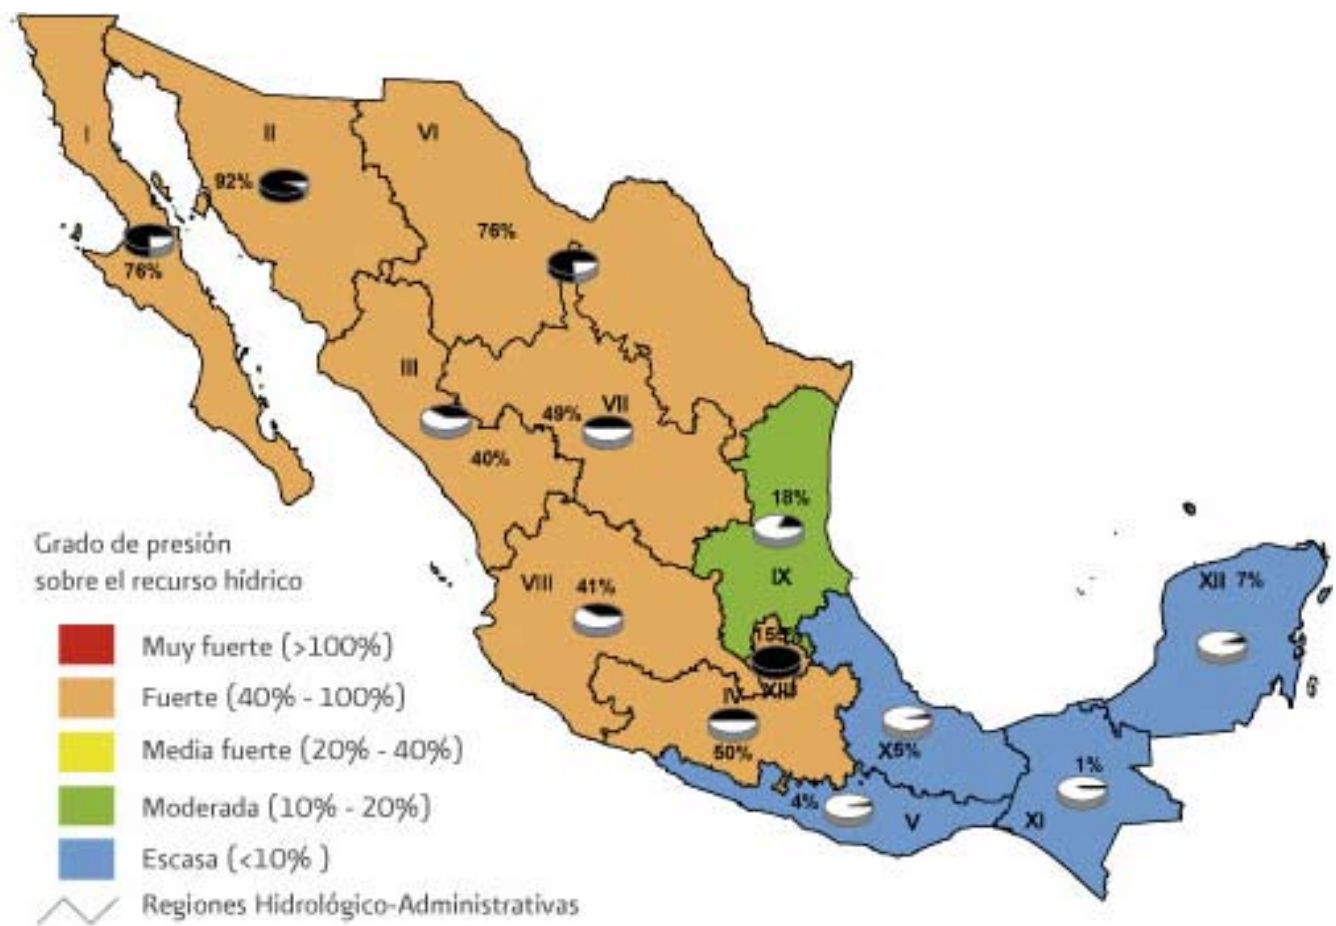 I
II
VI
92%
76%
76%
III
VII
49%
40%
18%
IX
VIII
41%
XII 7%
XIII
IV
50%
X5%
1%
4%
V
XI
Grado de presión
sobre el recurso hídrico
Muy fuerte (>100%)
Fuerte (40% - 100%)
Media fuerte (20% - 40%)
Moderada (10% - 20%)
Escasa (<10% )
Regiones Hidrológico-Administrativas